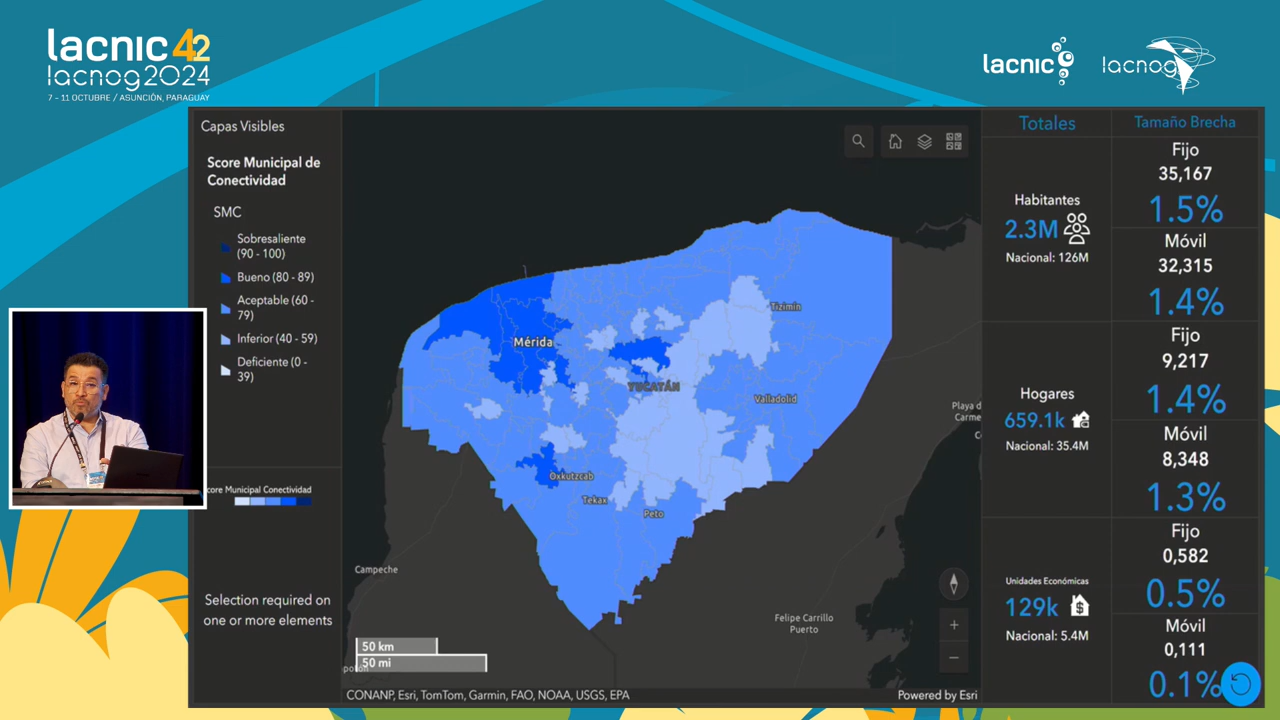 lacnic 42
lacnog2024
7 - 11 OCTUBRE / ASUNCIÓN, PARAGUAY
lacnic
lacnog
Capas Visibles
Score Municipal de
Conectividad
SMC
Sobresaliente
(90 - 100)
Bueno (80 - 89)
Aceptable (60 -
79)
Inferior (40 - 59)
Deficiente (0 -
39)
core Municipal Conectividad
Selection required on
one or more elements
Mérida
Tizimín
YUCATÁN
Valladolid
Oxkutzcab
Tekax
Peto
Playa d
Carme
C
Campeche
Felipe Carrillo
Puerto
50 km
50 mi
CONANP, Esri, TomTom, Garmin, FAO, NOAA, USGS, EPA
Powered by Esri
Totales
Habitantes
2.3M
Nacional: 126M
Hogares
659.1k
Nacional: 35.4M
Unidades Económicas
129k
Nacional: 5.4M
Tamaño Brecha
Fijo
35,167
1.5%
Móvil
32,315
1.4%
Fijo
9,217
1.4%
Móvil
8,348
1.3%
Fijo
0,582
0.5%
Móvil
0,111
0.1%